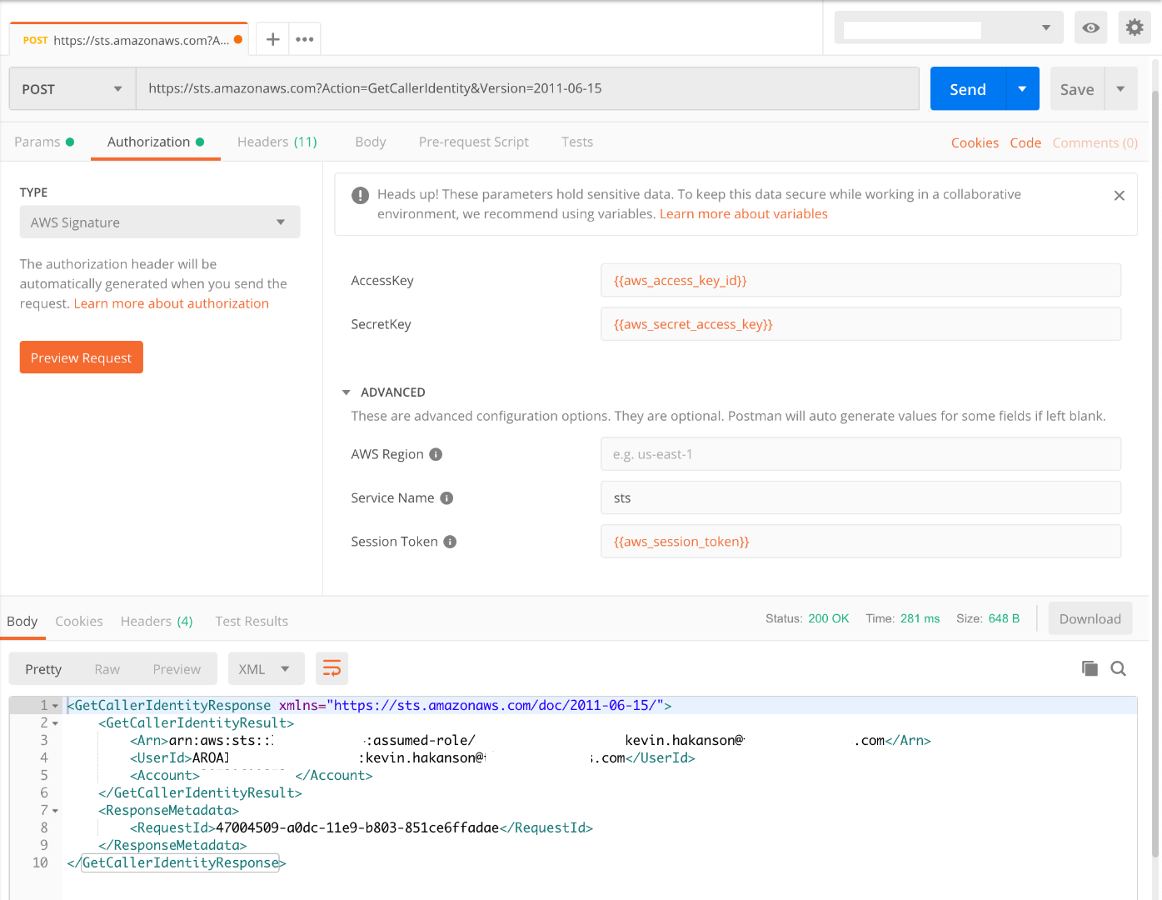 POST https://sts.amazonaws.com?A...
POST
https://sts.amazonaws.com?Action=GetCallerIdentity&Version=2011-06-15
Send
Save
Params
Authorization
Headers (11)
Body
Pre-request Script
Tests
Cookies
Code
Comments (0)
TYPE
AWS Signature
The authorization header will be
automatically generated when you send the
request. Learn more about authorization
Preview Request
Heads up! These parameters hold sensitive data. To keep this data secure while working in a collaborative
environment, we recommend using variables. Learn more about variables
AccessKey
{{aws_access_key_id}}
SecretKey
{{aws_secret_access_key}}
ADVANCED
These are advanced configuration options. They are optional. Postman will auto generate values for some fields if left blank.
AWS Region
e.g. us-east-1
Service Name
sts
Session Token
{{aws_session_token}}
Body
Cookies
Headers (4)
Test Results
Status: 200 OK
Time: 281 ms
Size: 648 B
Download
Pretty
Raw
Preview
XML
1 <GetCallerIdentityResponse xmlns="https://sts.amazonaws.com/doc/2011-06-15/">
2 <GetCallerIdentityResult>
3 <Arn>arn:aws:sts:: :assumed-role/ kevin.hakanson@ .com</Arn>
4 <UserId>AROAI :kevin.hakanson@ s.com</UserId>
5 <Account> </Account>
6 </GetCallerIdentityResult>
7 <ResponseMetadata>
8 <RequestId>47004509-a0dc-11e9-b803-851ce6ffadae</RequestId>
9 </ResponseMetadata>
10 </GetCallerIdentityResponse>